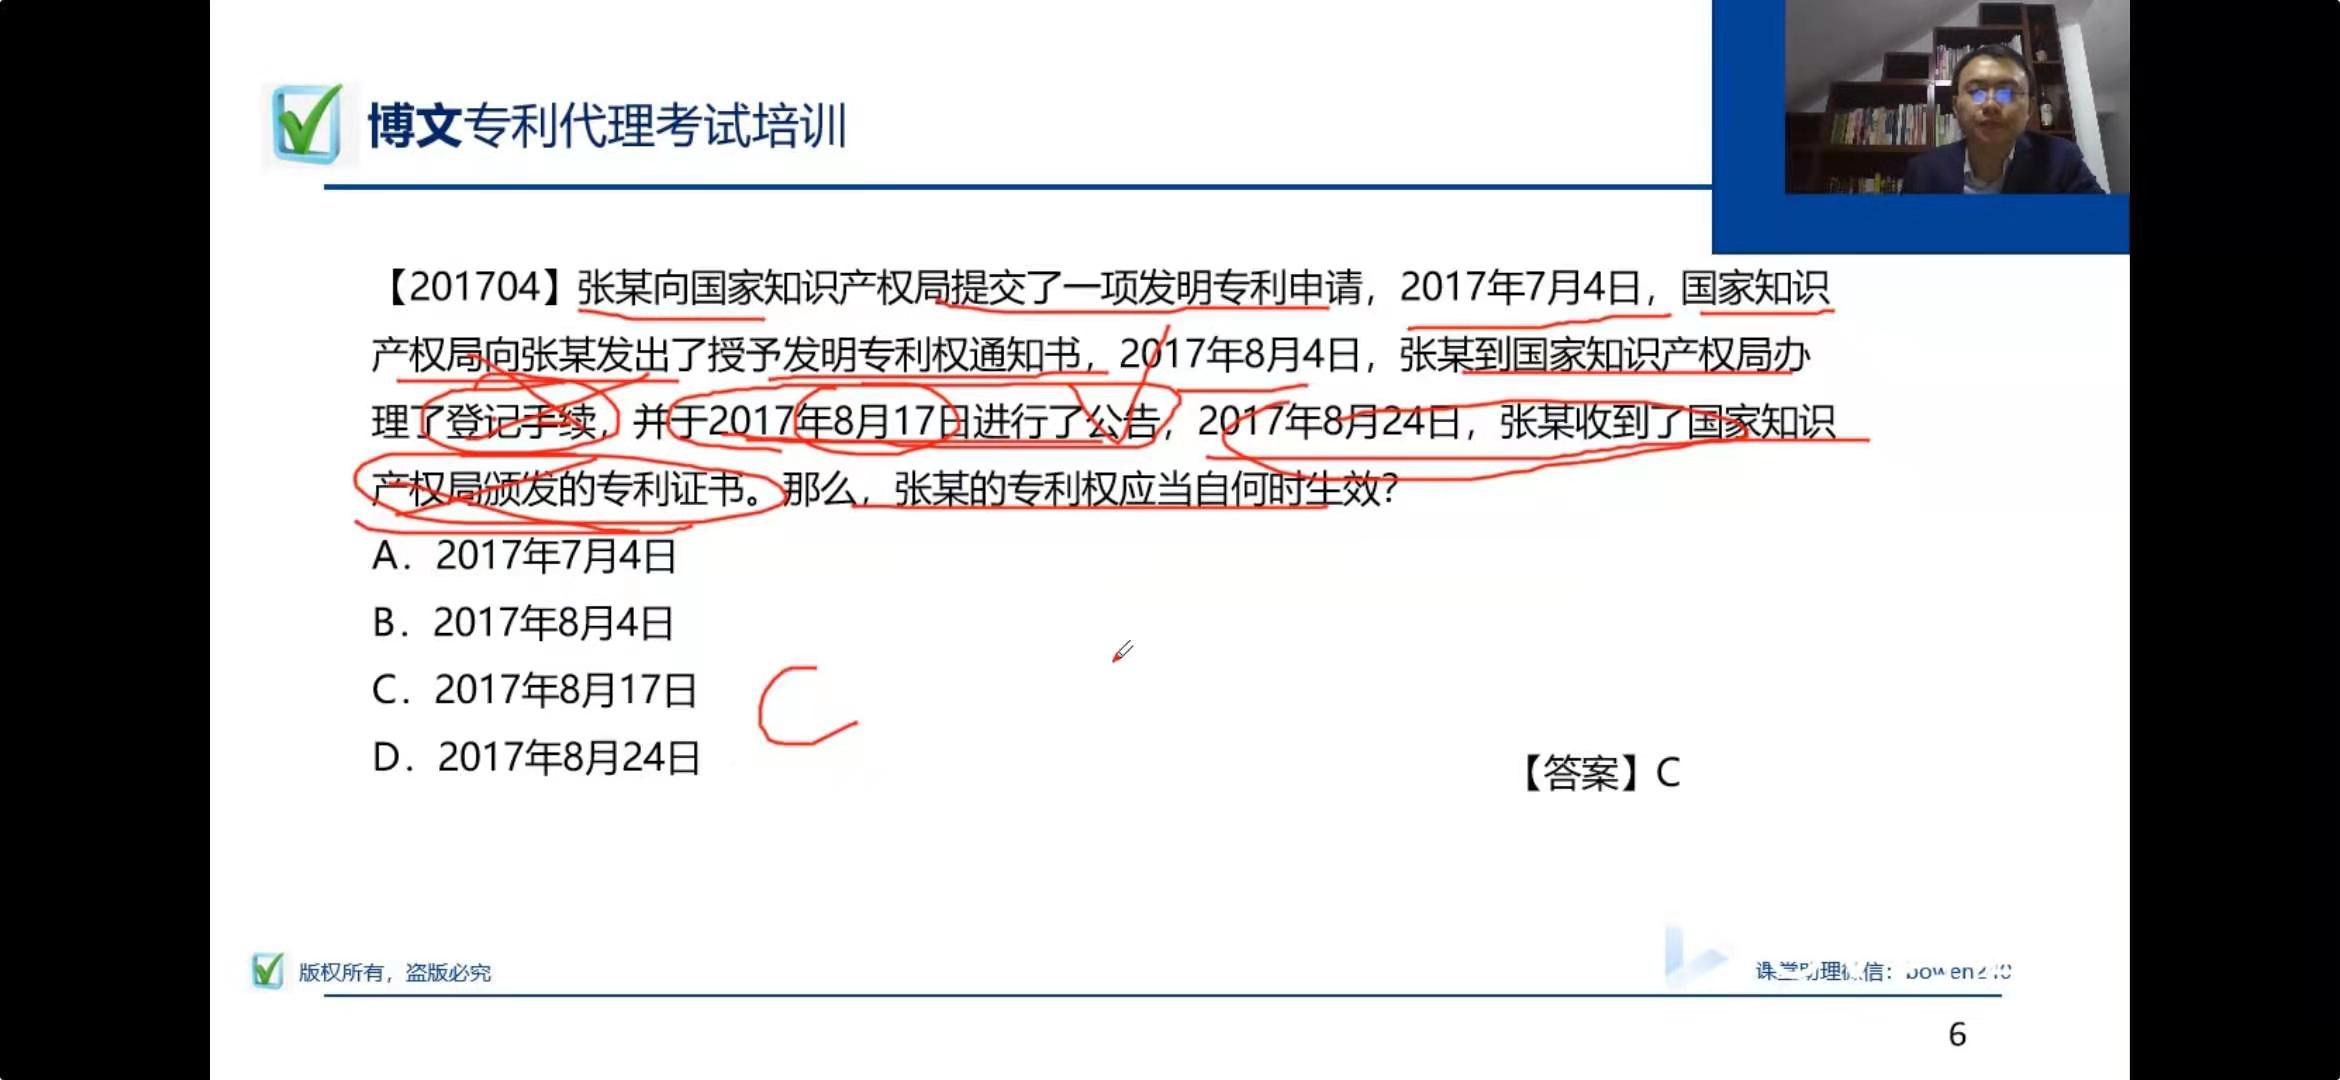 博文专利代理考试培训
【201704】张某向国家知识产权局提交了一项发明专利申请，2017年7月4日，国家知识
产权局向张某发出了授予发明专利权通知书，2017年8月4日，张某到国家知识产权局办
理了登记手续，并于2017年8月17日进行了公告，2017年8月24日，张某收到了国家知识
产权局颁发的专利证书。那么，张某的专利权应当自何时生效？
A．2017年7月4日
B．2017年8月4日
C．2017年8月17日
C
D．2017年8月24日
【答案】C
版权所有，盗版必究
课堂助理微信：
6